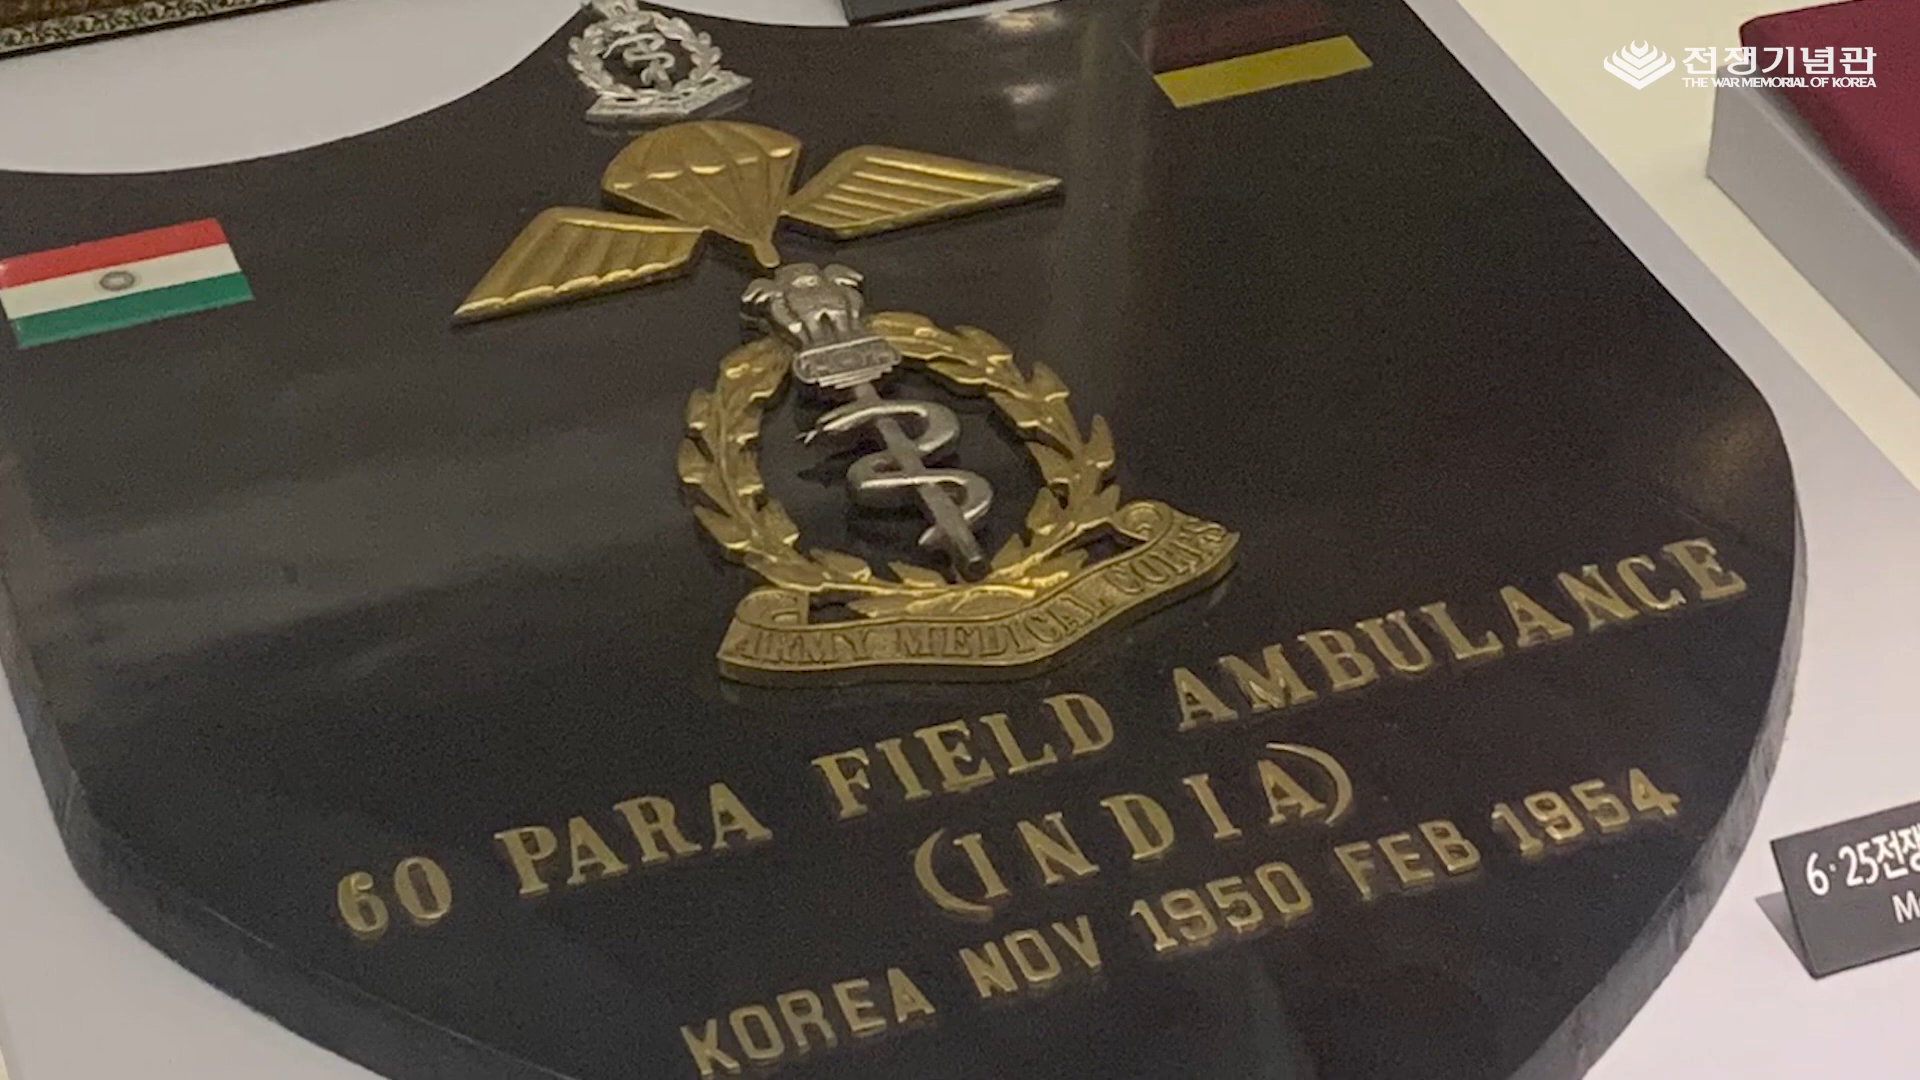 전쟁기념관
THE WAR MEMORIAL OF KOREA
ARMY MEDICAL CORPS
60 PARA FIELD AMBULANCE
(INDIA)
KOREA NOV 1950 FEB 1954
6·25전쟁